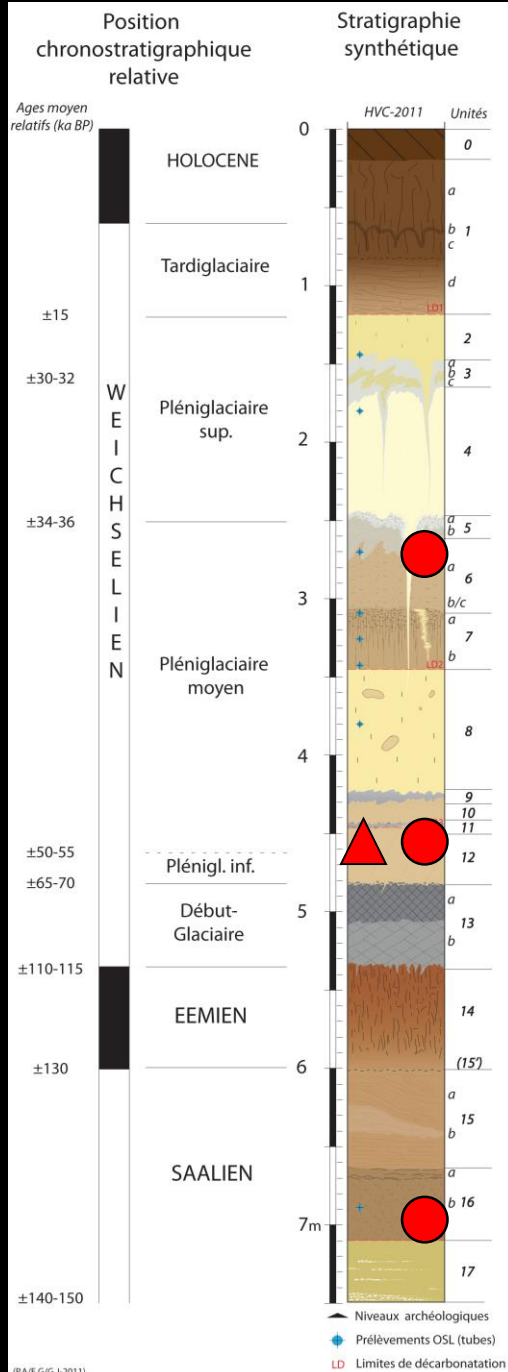 Position
chronostratigraphique
relative
Stratigraphie
synthétique
Ages moyen
relatifs (ka BP)
HVC-2011
Unités
0
0
HOLOCENE
a
b
c
1
Tardiglaciaire
1
d
LD1
±15
2
a
b
c
3
±30-32
WEICHSELIEN
Pléniglaciaire
sup.
2
4
±34-36
a
b
5
a
6
3
b/c
a
7
b
LD2
Pléniglaciaire
moyen
8
4
9
10
11
±50-55
12
Plénigl. inf.
±65-70
Début-
Glaciaire
5
a
13
b
±110-115
EEMIEN
14
±130
6
(15')
a
15
b
SAALIEN
a
b
16
7m
17
±140-150
Niveaux archéologiques
Prélèvements OSL (tubes)
LD
Limites de décarbonatation